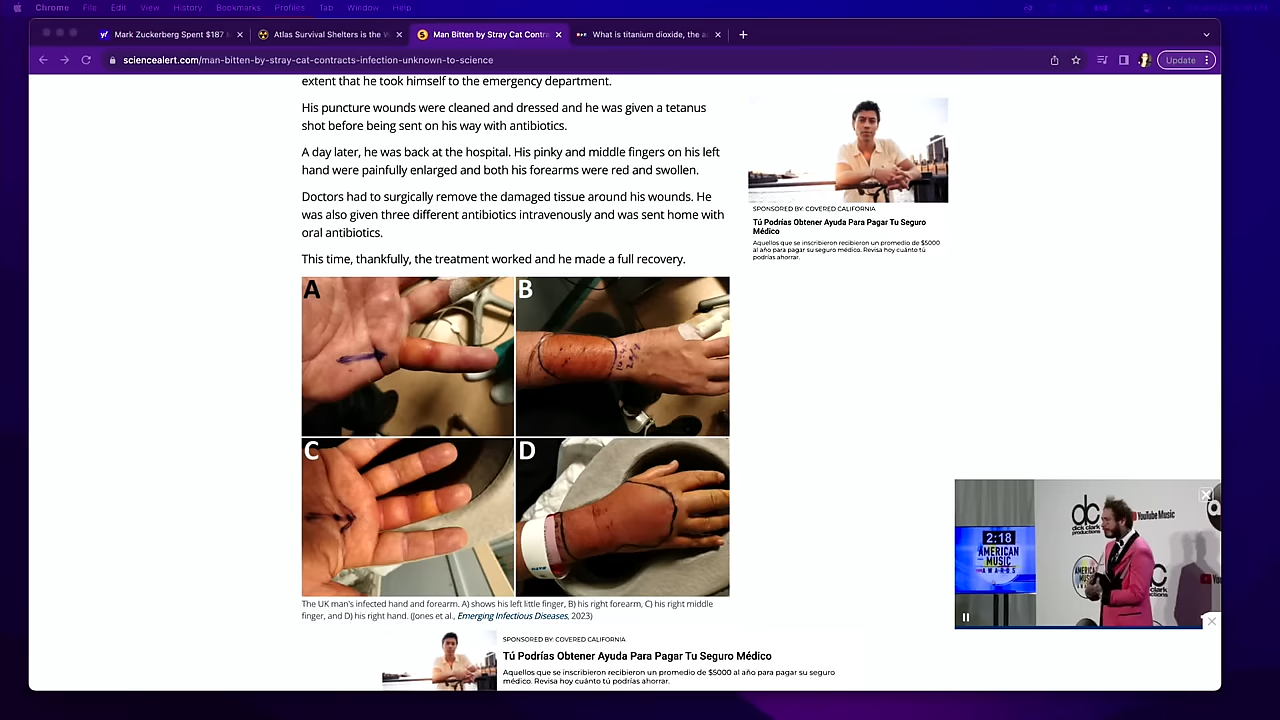 Chrome File Edit View History Bookmarks Profiles Tab Window Help
Mark Zuckerberg Spent $187
Atlas Survival Shelters is the
Man Bitten by Stray Cat Contra
What is titanium dioxide, the a
sciencealert.com/man-bitten-by-stray-cat-contracts-infection-unknown-to-science
Update
extent that he took himself to the emergency department.
His puncture wounds were cleaned and dressed and he was given a tetanus
shot before being sent on his way with antibiotics.
A day later, he was back at the hospital. His pinky and middle fingers on his left
hand were painfully enlarged and both his forearms were red and swollen.
Doctors had to surgically remove the damaged tissue around his wounds. He
was also given three different antibiotics intravenously and was sent home with
oral antibiotics.
This time, thankfully, the treatment worked and he made a full recovery.
A
B
C
D
The UK man's infected hand and forearm. A) shows his left little finger, B) his right forearm, C) his right middle
finger, and D) his right hand. (Jones et al., Emerging Infectious Diseases, 2023)
SPONSORED BY: COVERED CALIFORNIA
Tú Podrías Obtener Ayuda Para Pagar Tu Seguro Médico
Aquellos que se inscribieron recibieron un promedio de $5000 al año para pagar su seguro
médico. Revisa hoy cuánto tú podrías ahorrar.
SPONSORED BY: COVERED CALIFORNIA
Tú Podrías Obtener Ayuda Para Pagar Tu Seguro
Médico
Aquellos que se inscribieron recibieron un promedio de $5000
al año para pagar su seguro médico. Revisa hoy cuánto tú
podrías ahorrar.
dc
dick clark
productions
YouTube Music
2:18
AMERICAN
MUSIC
AWARDS